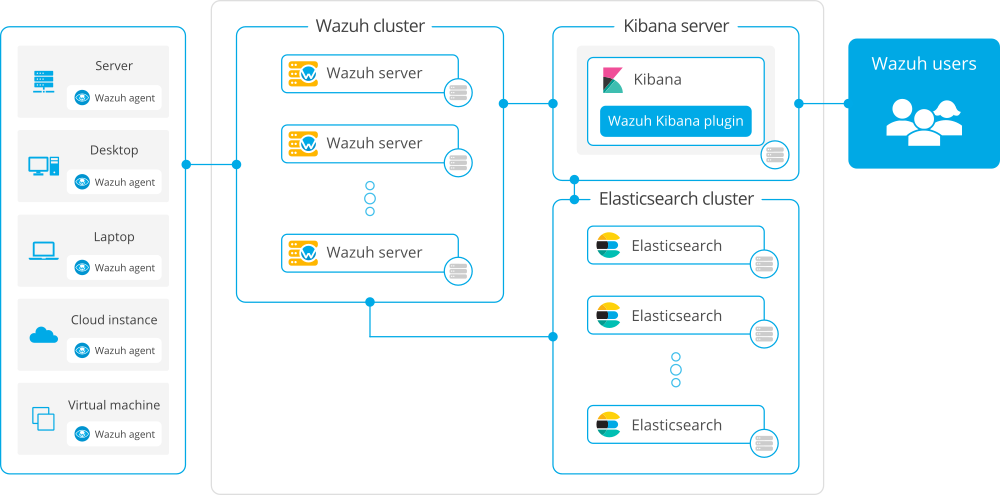 Server
Wazuh agent
Desktop
Wazuh agent
Laptop
Wazuh agent
Cloud instance
Wazuh agent
Virtual machine
Wazuh agent
Wazuh cluster
Wazuh server
Wazuh server
Wazuh server
Kibana server
Kibana
Wazuh Kibana plugin
Elasticsearch cluster
Elasticsearch
Elasticsearch
Elasticsearch
Wazuh users